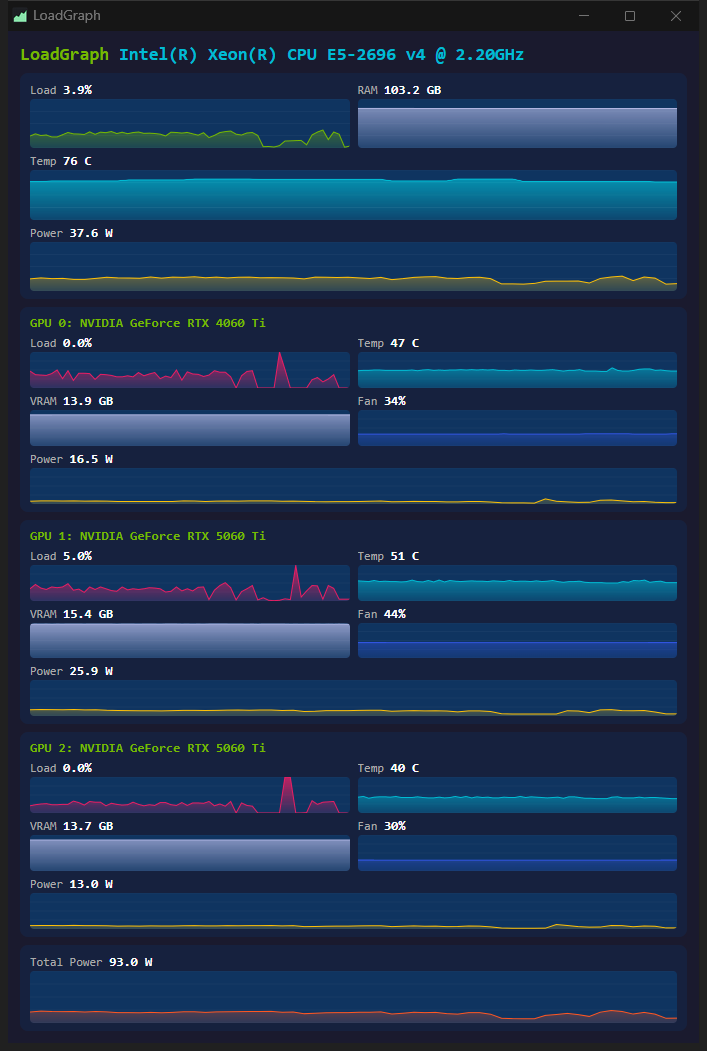 LoadGraph
LoadGraph Intel(R) Xeon(R) CPU E5-2696 v4 @ 2.20GHz
Load 3.9% RAM 103.2 GB
Temp 76 C
Power 37.6 W
GPU 0: NVIDIA GeForce RTX 4060 Ti
Load 0.0% Temp 47 C
VRAM 13.9 GB Fan 34%
Power 16.5 W
GPU 1: NVIDIA GeForce RTX 5060 Ti
Load 5.0% Temp 51 C
VRAM 15.4 GB Fan 44%
Power 25.9 W
GPU 2: NVIDIA GeForce RTX 5060 Ti
Load 0.0% Temp 40 C
VRAM 13.7 GB Fan 30%
Power 13.0 W
Total Power 93.0 W